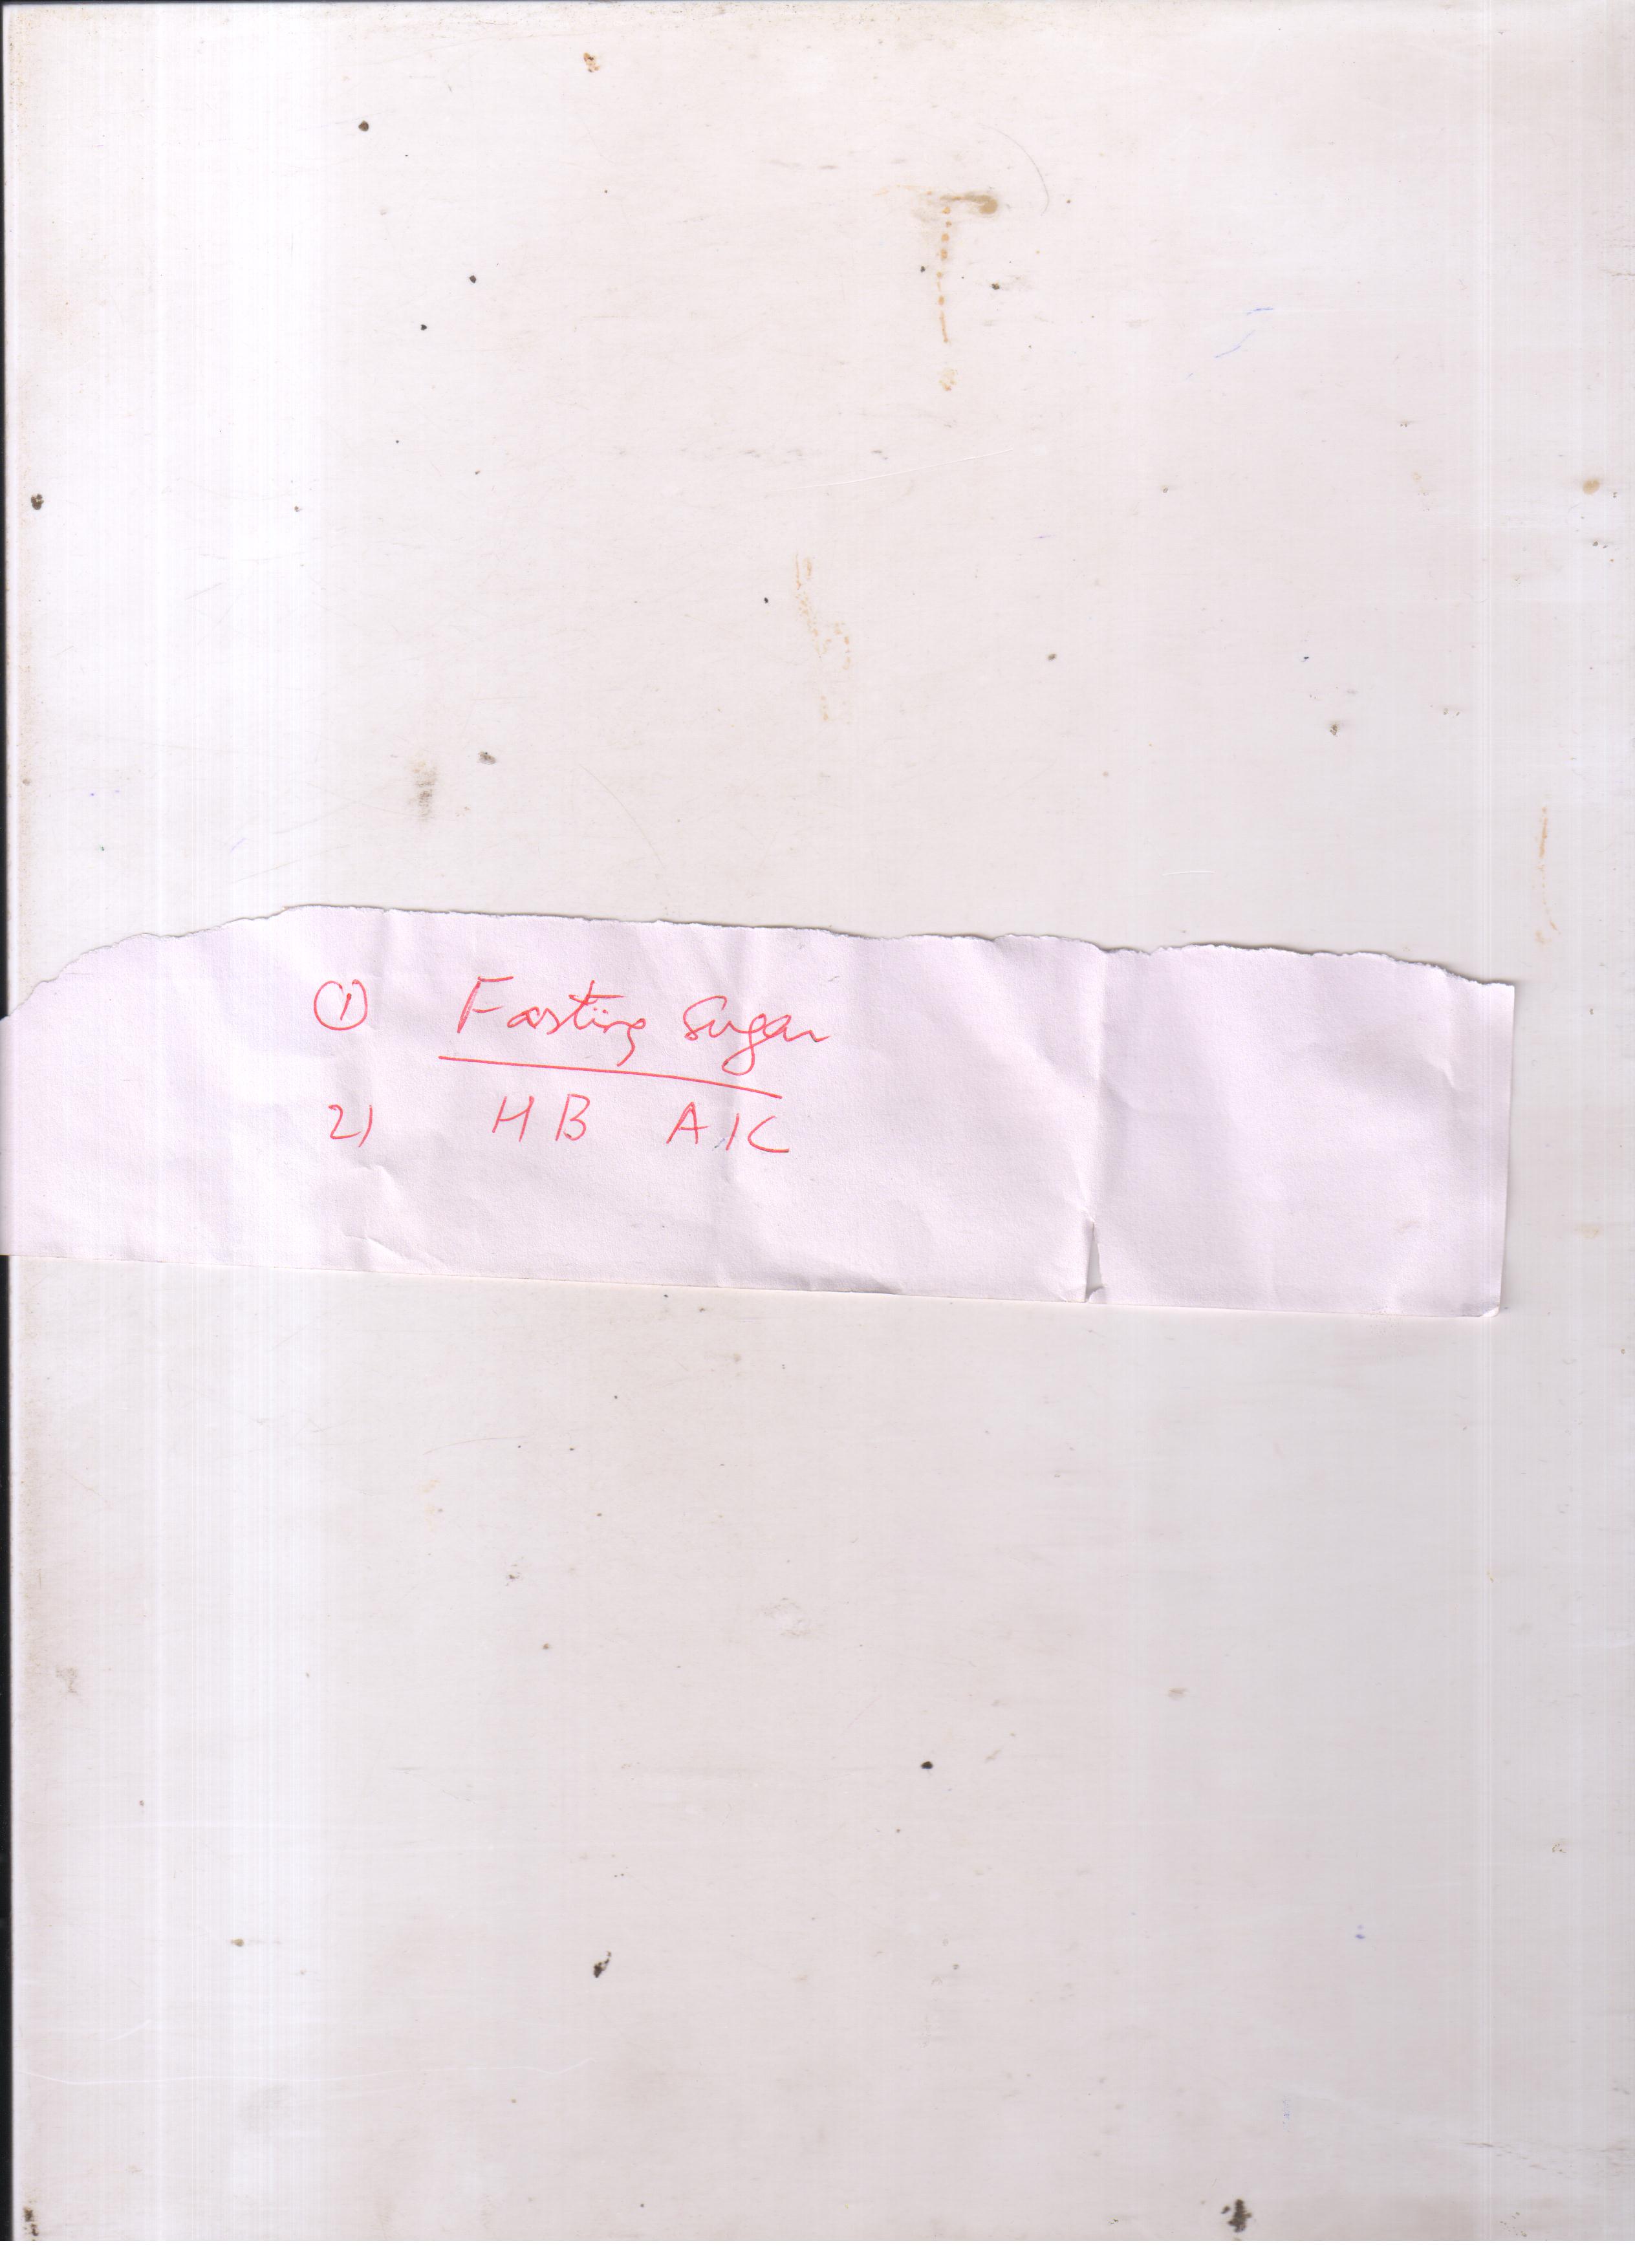 ① Fasting Sugar
2) HB A1C